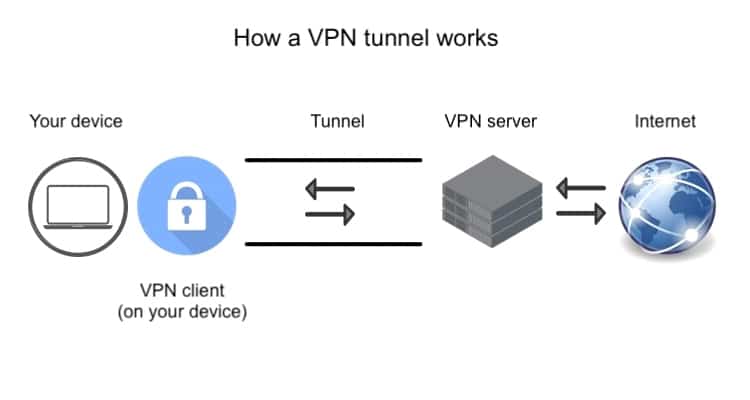 How a VPN tunnel works
Your device
Tunnel
VPN server
Internet
VPN client
(on your device)